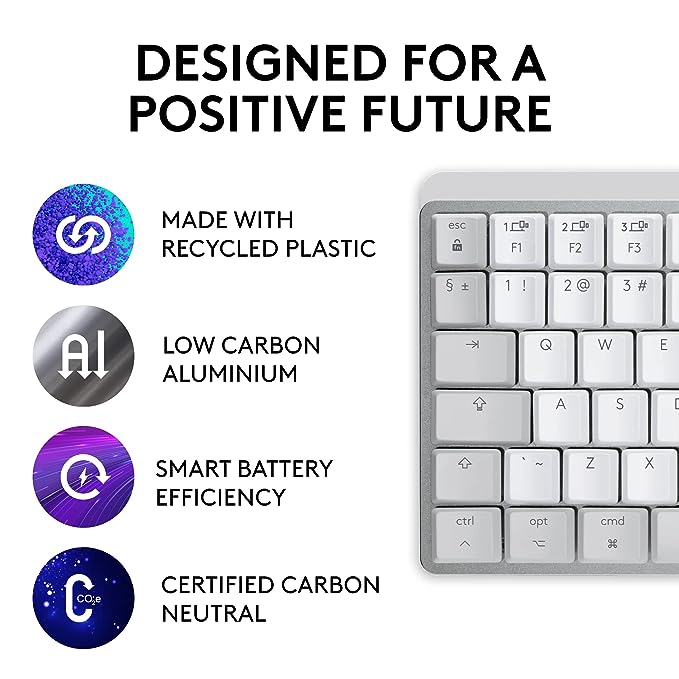 DESIGNED FOR A
POSITIVE FUTURE
MADE WITH
RECYCLED PLASTIC
Al
LOW CARBON
ALUMINIUM
SMART BATTERY
EFFICIENCY
CO₂e
CERTIFIED CARBON
NEUTRAL
esc 1 2 3
fn F1 F2 F3
§ ± 1 ! 2 @ 3 #
Q W E
A S D
` ~ Z X
ctrl opt cmd
^ ⌥ ⌘